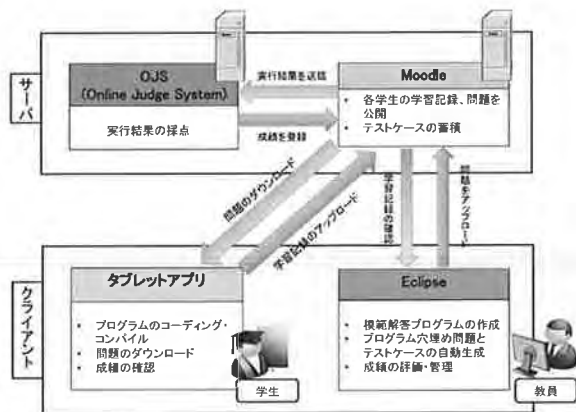 サーバ
OJS
(Online Judge System)
実行結果の採点
実行結果を送信
成績を登録
Moodle
• 各学生の学習記録、問題を
公開
• テストケースの蓄積
問題のダウンロード
学習記録のアップロード
学習記録の確認
問題をアップロード
クライアント
タブレットアプリ
• プログラムのコーディング・
コンパイル
• 問題のダウンロード
• 成績の確認
学生
Eclipse
• 模範解答プログラムの作成
• プログラム穴埋め問題と
テストケースの自動生成
• 成績の評価・管理
教員